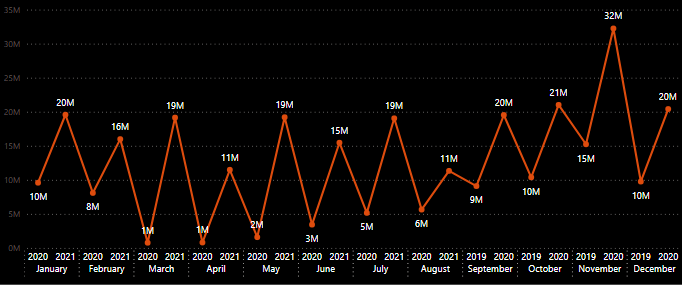 35M
32M
30M
25M
20M 16M 19M 11M 19M 15M 19M 11M 20M 21M 20M
20M
15M
15M
10M
10M 8M 1M 1M 2M 3M 5M 6M 9M 10M 10M
5M
0M
2020 2021 2020 2021 2020 2021 2020 2021 2020 2021 2020 2021 2020 2021 2020 2021 2019 2020 2019 2020 2019 2020 2019 2020
January February March April May June July August September October November December